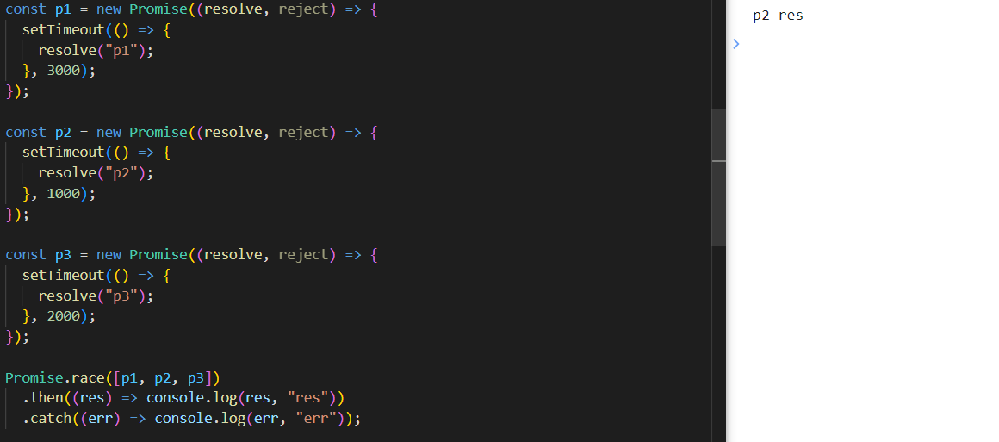 const p1 = new Promise((resolve, reject) => {
  setTimeout(() => {
    resolve("p1");
  }, 3000);
});

const p2 = new Promise((resolve, reject) => {
  setTimeout(() => {
    resolve("p2");
  }, 1000);
});

const p3 = new Promise((resolve, reject) => {
  setTimeout(() => {
    resolve("p3");
  }, 2000);
});

Promise.race([p1, p2, p3])
  .then((res) => console.log(res, "res"))
  .catch((err) => console.log(err, "err"));
p2 res
>